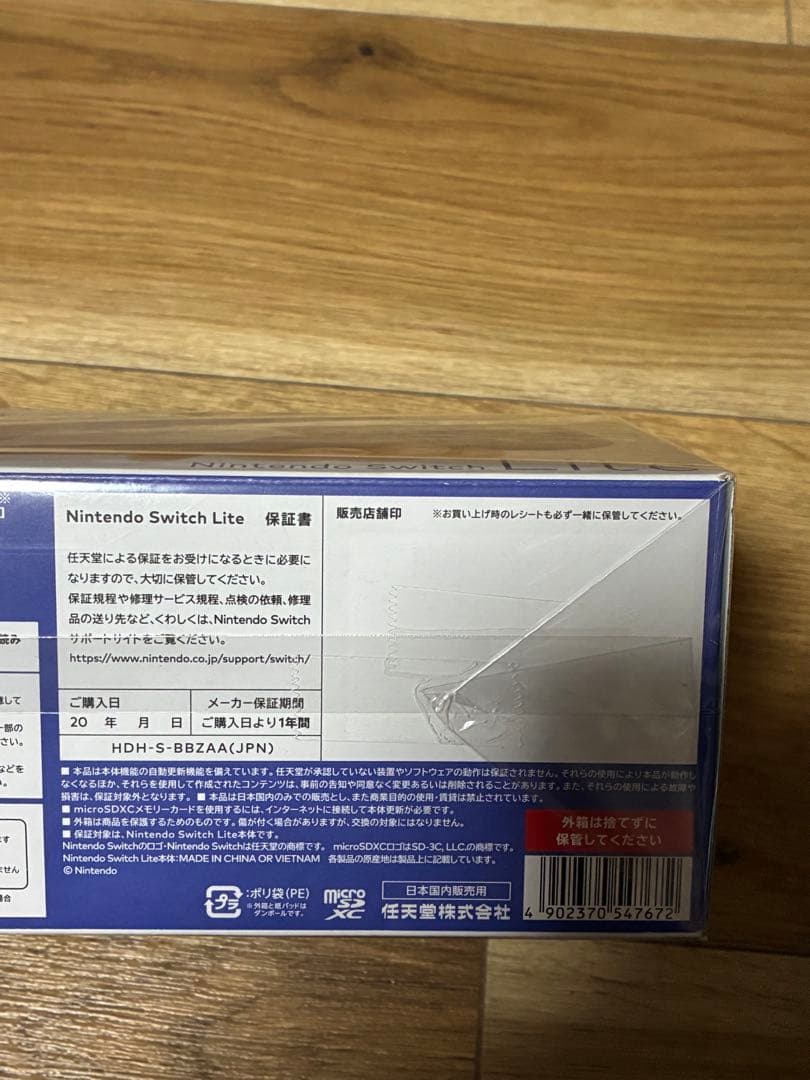 Nintendo Switch Lite
Nintendo Switch Lite 保証書
任天堂による保証をお受けになるときに必要に
なりますので、大切に保管してください。
保証規程や修理サービス規程、点検の依頼、修理
品の送り先など、くわしくは、Nintendo Switch
サポートサイトをご覧ください。
https://www.nintendo.co.jp/support/switch/
ご購入日
20 年 月 日
メーカー保証期間
ご購入日より1年間
HDH-S-BBZAA(JPN)
販売店舗印 ※お買い上げ時のレシートも必ず一緒に保管してください。
読み
して
一部の
さい。
などを
ます
ません
場合
■ 本品は本体機能の自動更新機能を備えています。任天堂が承認していない装置やソフトウェアの動作は保証されません。それらの使用により本品が動作し
なくなるほか、それらを使用して作成されたコンテンツは、事前の告知や同意なく変更あるいは削除されることがあります。また、それらの使用による故障や
損害は、保証対象外となります。 ■ 本品は日本国内のみでの販売とし、また商業目的の使用・賃貸は禁止されています。
■ microSDXCメモリーカードを使用するには、インターネットに接続して本体更新が必要です。
■ 外箱は商品を保護するためのものです。傷が付く場合がありますが、交換の対象にはなりません。
■ 保証対象は、Nintendo Switch Lite本体です。
Nintendo Switchのロゴ・Nintendo Switchは任天堂の商標です。 microSDXCロゴはSD-3C, LLCの商標です。
Nintendo Switch Lite本体:MADE IN CHINA OR VIETNAM 各製品の原産地は製品上に記載しています。
© Nintendo
外箱は捨てずに
保管してください
プラ
:ポリ袋(PE)
※外箱と紙パッドは
ダンボールです。
micro
SD
XC
日本国内販売用
任天堂株式会社
4 902370 547672